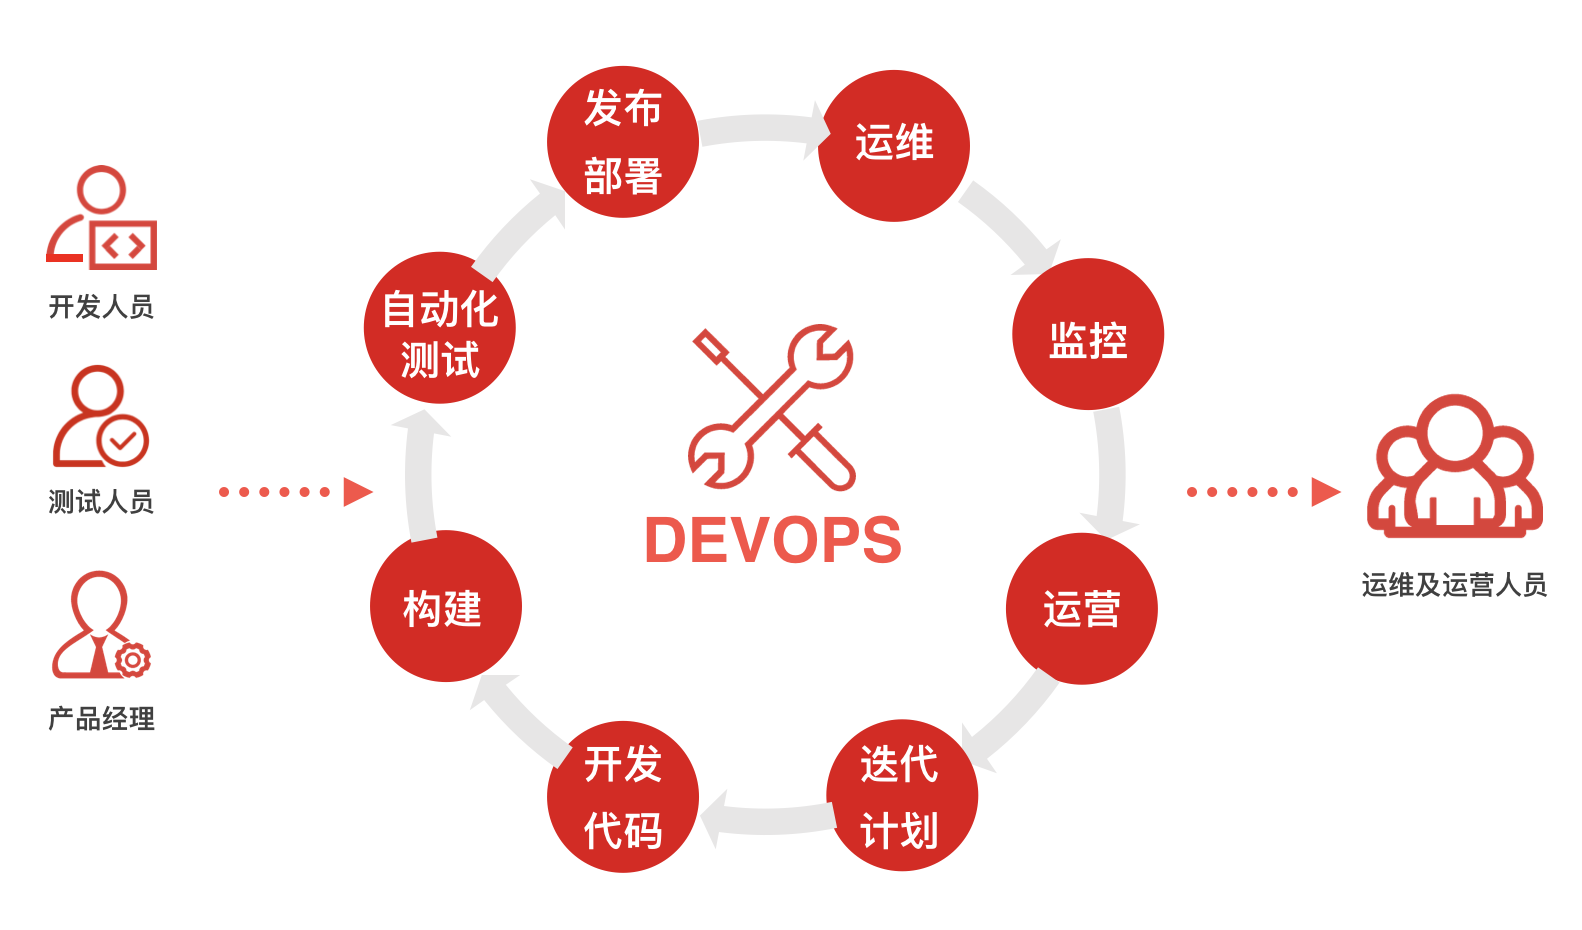 开发人员
测试人员
产品经理
发布
部署
运维
监控
运营
迭代
计划
开发
代码
构建
自动化
测试
DEVOPS
运维及运营人员